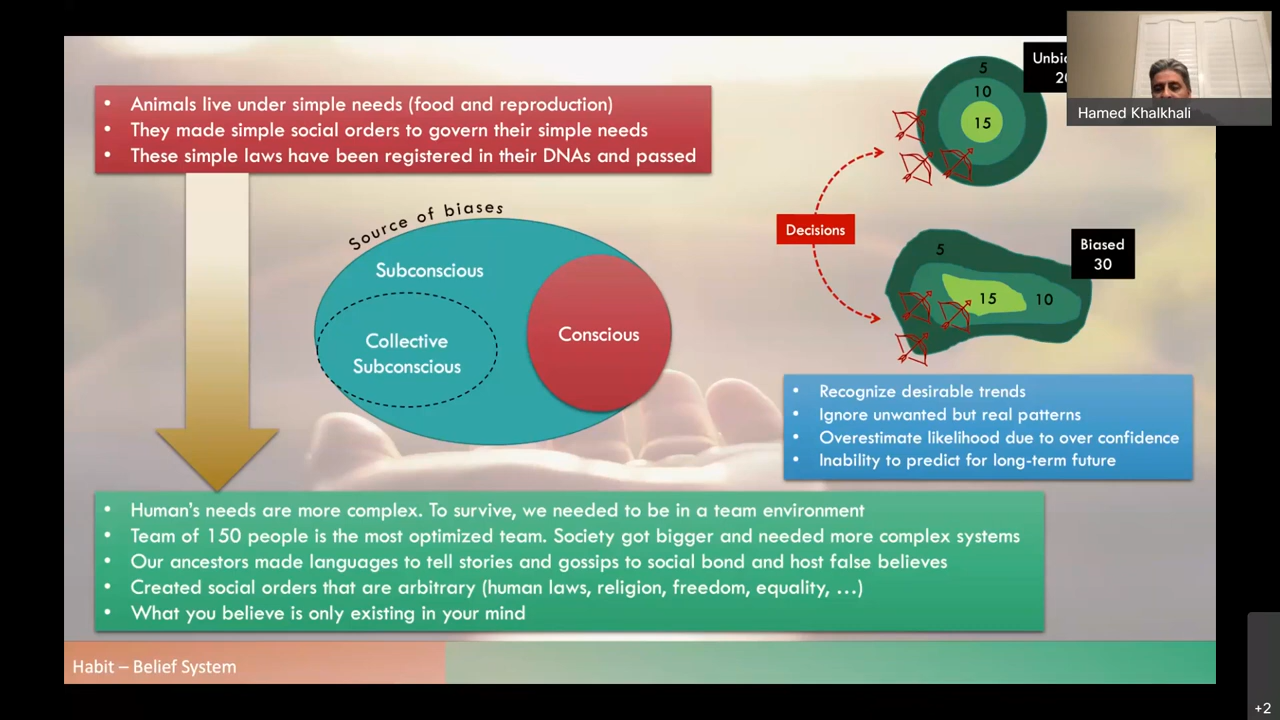 • Animals live under simple needs (food and reproduction)
• They made simple social orders to govern their simple needs
• These simple laws have been registered in their DNAs and passed
Source of biases
Subconscious
Collective
Subconscious
Conscious
5
10
15
Hamed Khalkhali
Decisions
5
15
10
Biased
30
• Recognize desirable trends
• Ignore unwanted but real patterns
• Overestimate likelihood due to over confidence
• Inability to predict for long-term future
• Human's needs are more complex. To survive, we needed to be in a team environment
• Team of 150 people is the most optimized team. Society got bigger and needed more complex systems
• Our ancestors made languages to tell stories and gossips to social bond and host false believes
• Created social orders that are arbitrary (human laws, religion, freedom, equality, …)
• What you believe is only existing in your mind
Habit – Belief System
+2